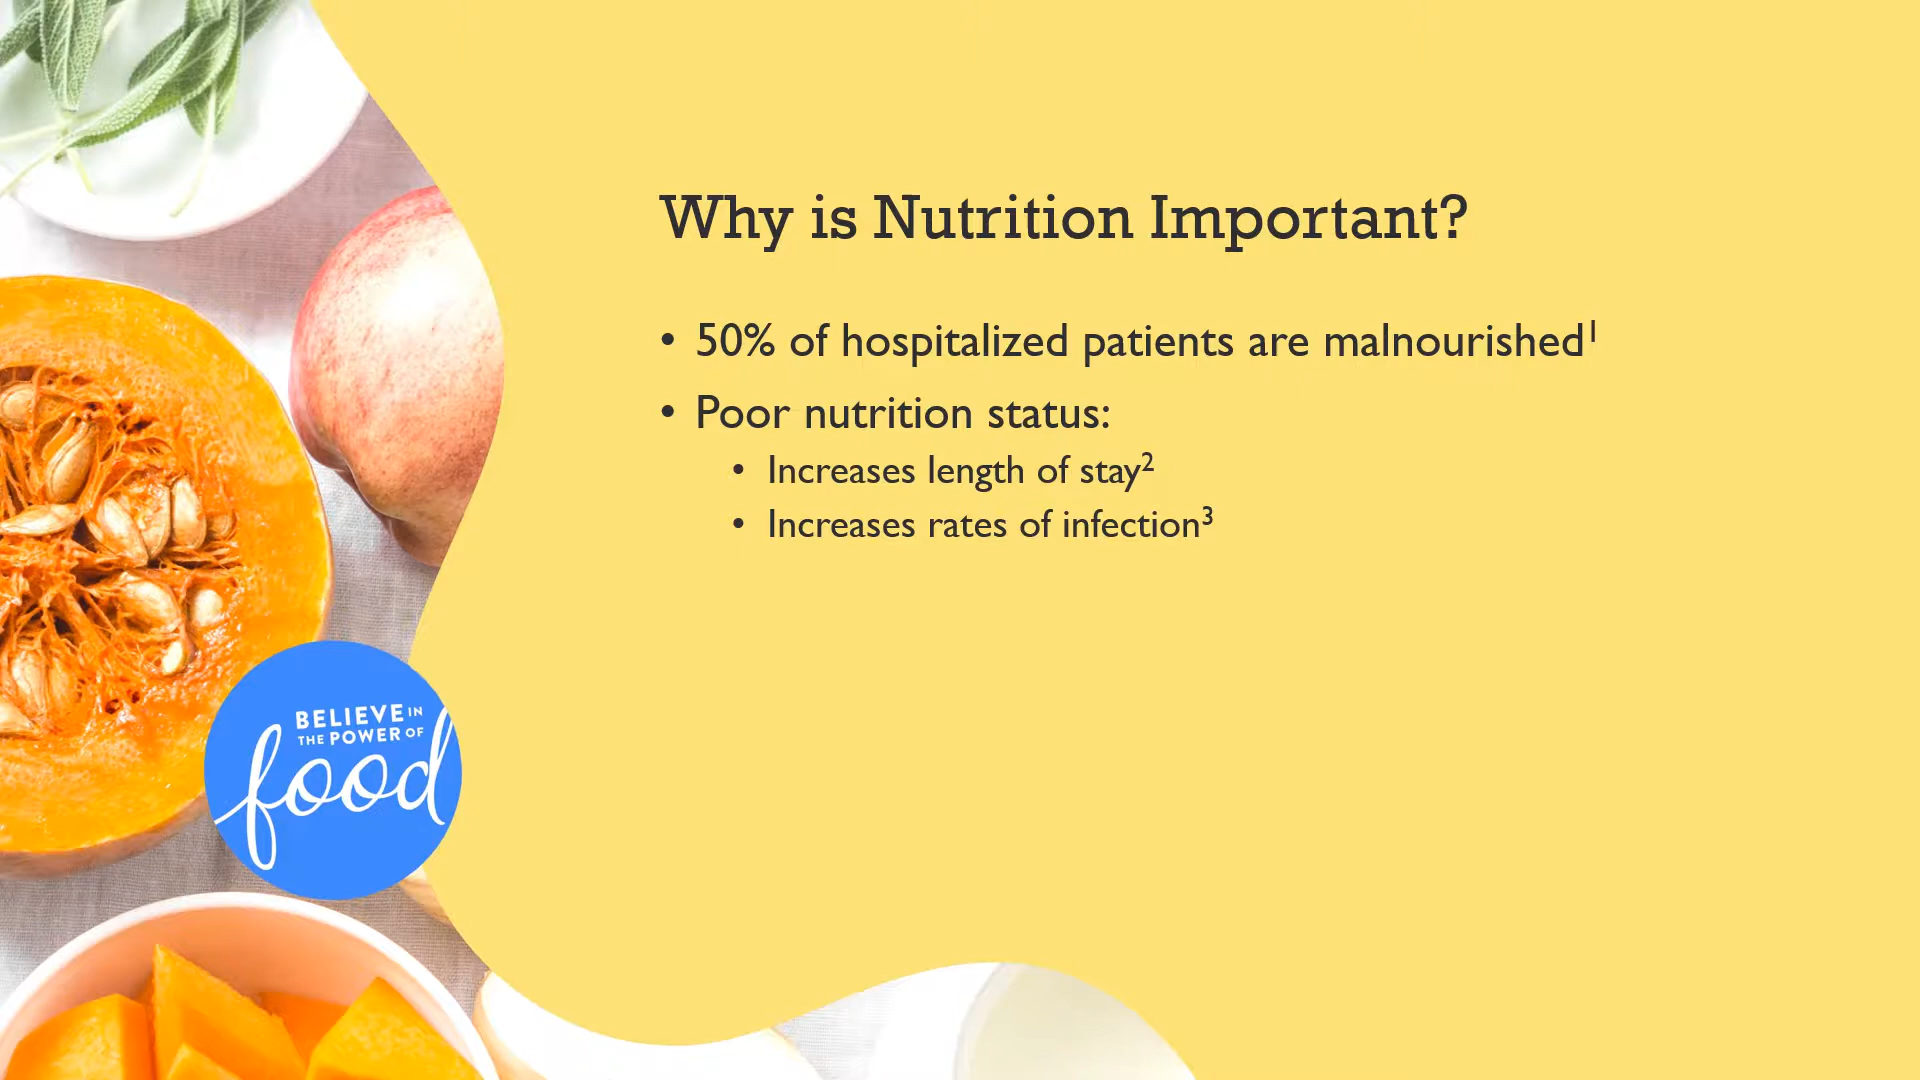 Why is Nutrition Important?
• 50% of hospitalized patients are malnourished¹
• Poor nutrition status:
• Increases length of stay²
• Increases rates of infection³
BELIEVE IN
THE POWER OF
food